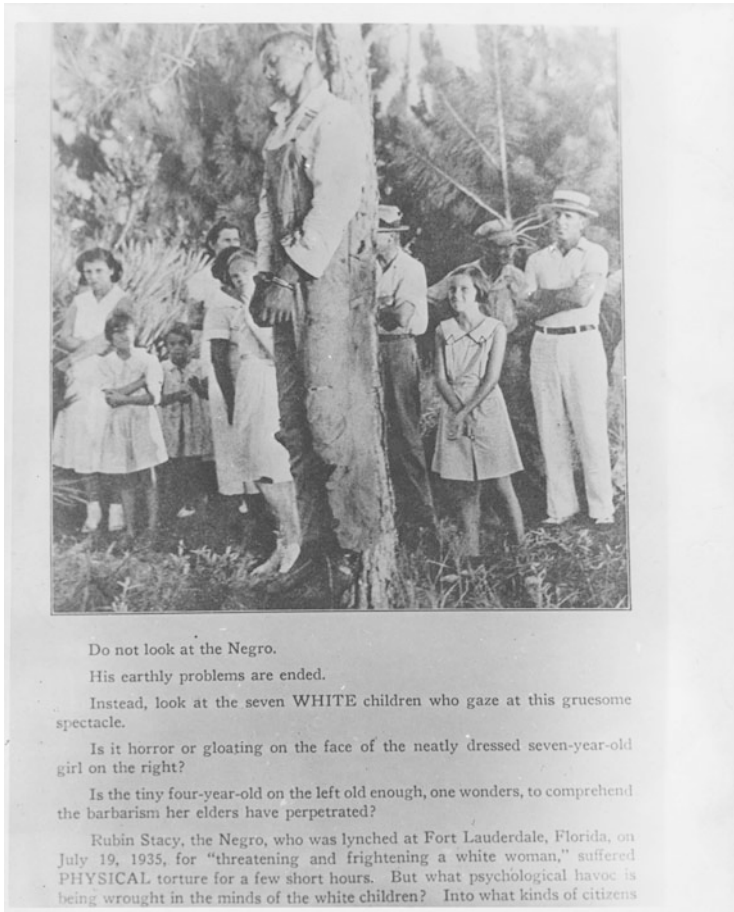 Do not look at the Negro.
His earthly problems are ended.
Instead, look at the seven WHITE children who gaze at this gruesome
spectacle.
Is it horror or gloating on the face of the neatly dressed seven-year-old
girl on the right?
Is the tiny four-year-old on the left old enough, one wonders, to comprehend
the barbarism her elders have perpetrated?
Rubin Stacy, the Negro, who was lynched at Fort Lauderdale, Florida, on
July 19, 1935, for “threatening and frightening a white woman,” suffered
PHYSICAL torture for a few short hours. But what psychological havoc is
being wrought in the minds of the white children? Into what kinds of citizens